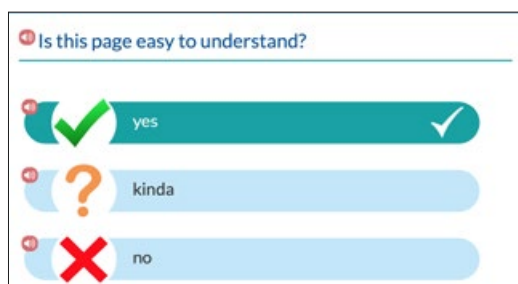 Is this page easy to understand?
yes
kinda
no